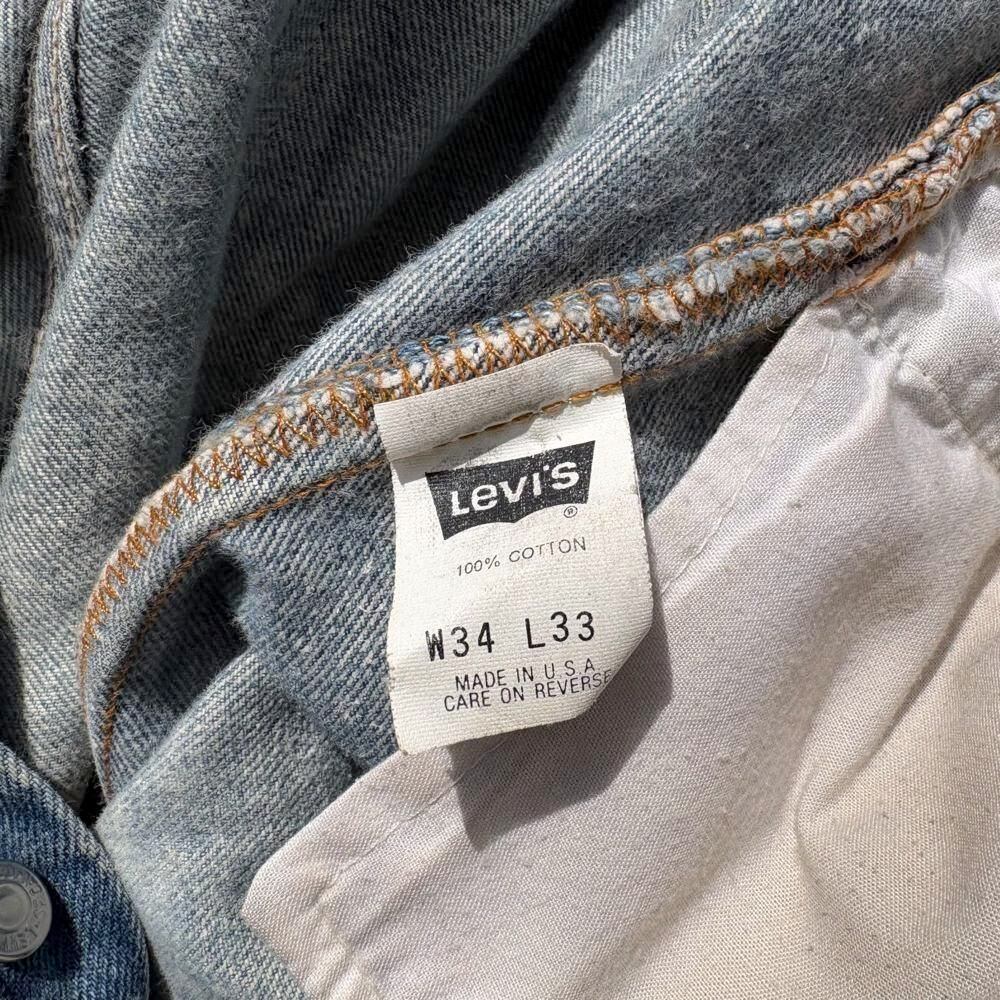 Levi's
®
100% COTTON
W34 L33
MADE IN U.S.A
CARE ON REVERSE